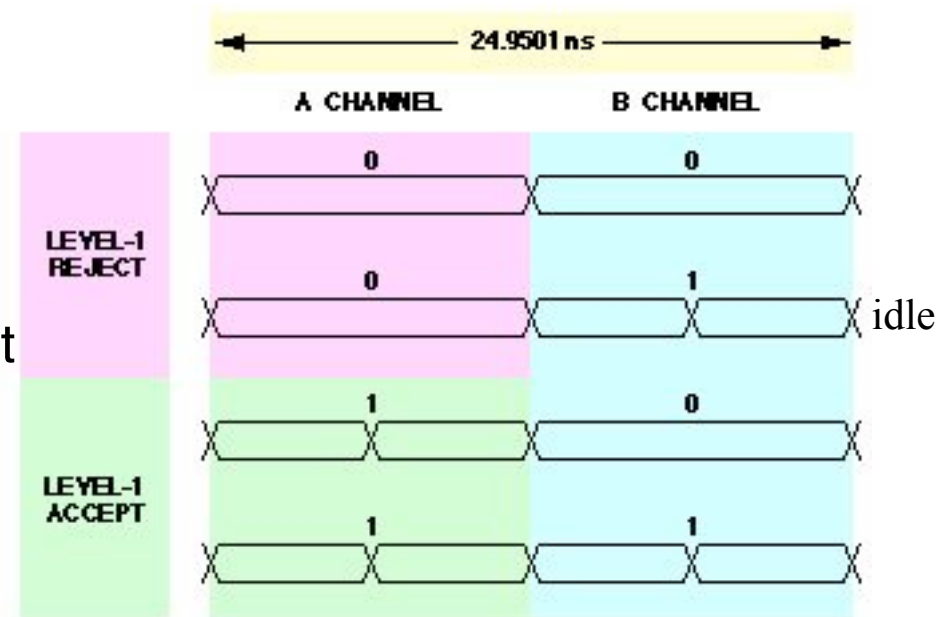 24.9501 ns
A CHANNEL B CHANNEL
0 0
LEVEL-1
REJECT
0 1
idle
t
1 0
LEVEL-1
ACCEPT
1 1